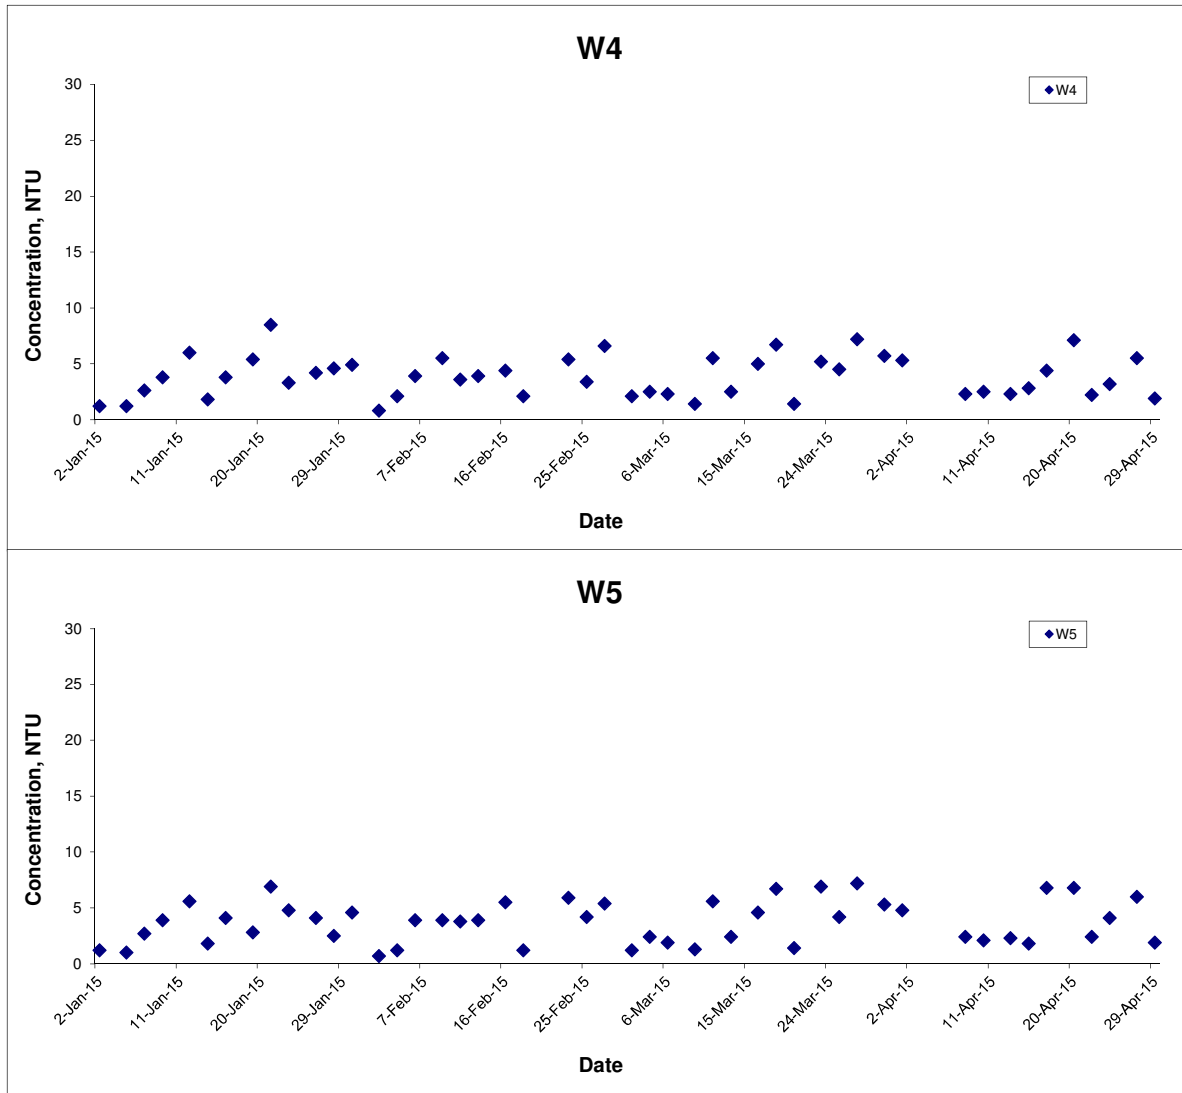 W4
W4
Concentration, NTU
30
25
20
15
10
5
0
2-Jan-15
11-Jan-15
20-Jan-15
29-Jan-15
7-Feb-15
16-Feb-15
25-Feb-15
6-Mar-15
15-Mar-15
24-Mar-15
2-Apr-15
11-Apr-15
20-Apr-15
29-Apr-15
Date
W5
W5
Concentration, NTU
30
25
20
15
10
5
0
2-Jan-15
11-Jan-15
20-Jan-15
29-Jan-15
7-Feb-15
16-Feb-15
25-Feb-15
6-Mar-15
15-Mar-15
24-Mar-15
2-Apr-15
11-Apr-15
20-Apr-15
29-Apr-15
Date